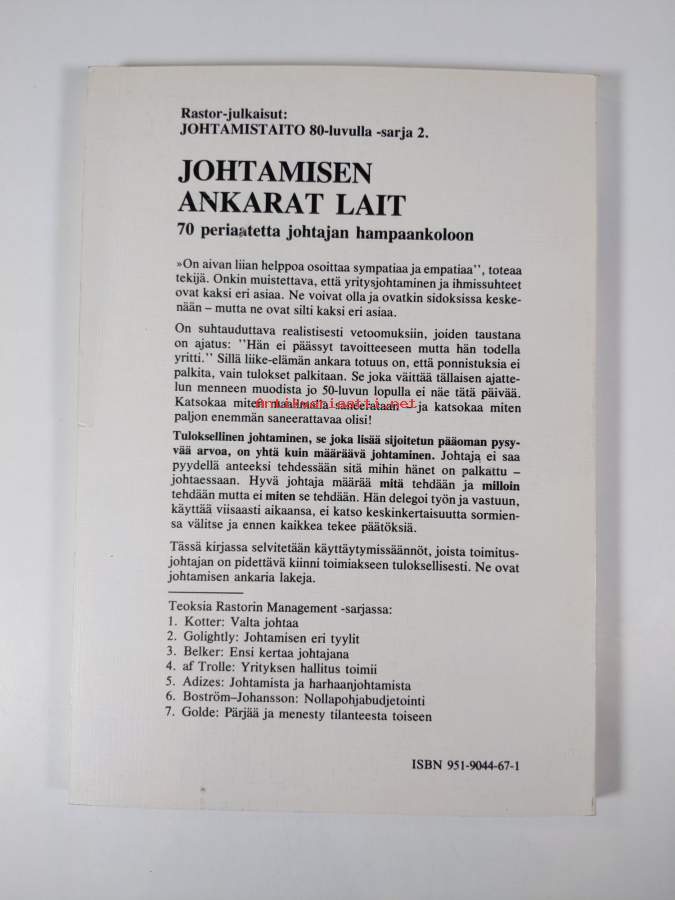 Rastor-julkaisut:
JOHTAMISTAITO 80-luvulla -sarja 2.
JOHTAMISEN
ANKARAT LAIT
70 periaatetta johtajan hampaankoloon
»On aivan liian helppoa osoittaa sympatiaa ja empatiaa", toteaa
tekijä. Onkin muistettava, että yritysjohtaminen ja ihmissuhteet
ovat kaksi eri asiaa. Ne voivat olla ja ovatkin sidoksissa keske-
nään – mutta ne ovat silti kaksi eri asiaa.
On suhtauduttava realistisesti vetoomuksiin, joiden taustana
on ajatus: "Hän ei päässyt tavoitteeseen mutta hän todella
yritti." Sillä liike-elämän ankara totuus on, että ponnistuksia ei
palkita, vain tulokset palkitaan. Se joka väittää tällaisen ajatte-
lun menneen muodista jo 50-luvun lopulla ei näe tätä päivää.
Katsokaa miten maailmalla saneerataan – ja katsokaa miten
antikvariaatti.net
paljon enemmän saneerattavaa olisi!
Tuloksellinen johtaminen, se joka lisää sijoitetun pääoman pysy-
vää arvoa, on yhtä kuin määräävä johtaminen. Johtaja ei saa
pyydellä anteeksi tehdessään sitä mihin hänet on palkattu –
johtaessaan. Hyvä johtaja määrää mitä tehdään ja milloin
tehdään mutta ei miten se tehdään. Hän delegoi työn ja vastuun,
käyttää viisaasti aikaansa, ei katso keskinkertaisuutta sormien-
sa välitse ja ennen kaikkea tekee päätöksiä.
Tässä kirjassa selvitetään käyttäytymissäännöt, joista toimitus-
johtajan on pidettävä kiinni toimiakseen tuloksellisesti. Ne ovat
johtamisen ankaria lakeja.
Teoksia Rastorin Management -sarjassa:
1. Kotter: Valta johtaa
2. Golightly: Johtamisen eri tyylit
3. Belker: Ensi kertaa johtajana
4. af Trolle: Yrityksen hallitus toimii
5. Adizes: Johtamista ja harhaanjohtamista
6. Boström–Johansson: Nollapohjabudjetointi
7. Golde: Pärjää ja menesty tilanteesta toiseen
ISBN 951-9044-67-1